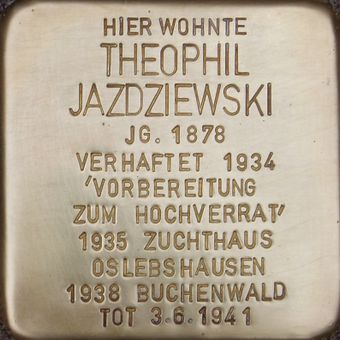 HIER WOHNTE
THEOPHIL
JAZDZIEWSKI
JG. 1878
VERHAFTET 1934
'VORBEREITUNG
ZUM HOCHVERRAT'
1935 ZUCHTHAUS
OSLEBSHAUSEN
1938 BUCHENWALD
TOT 3.6.1941